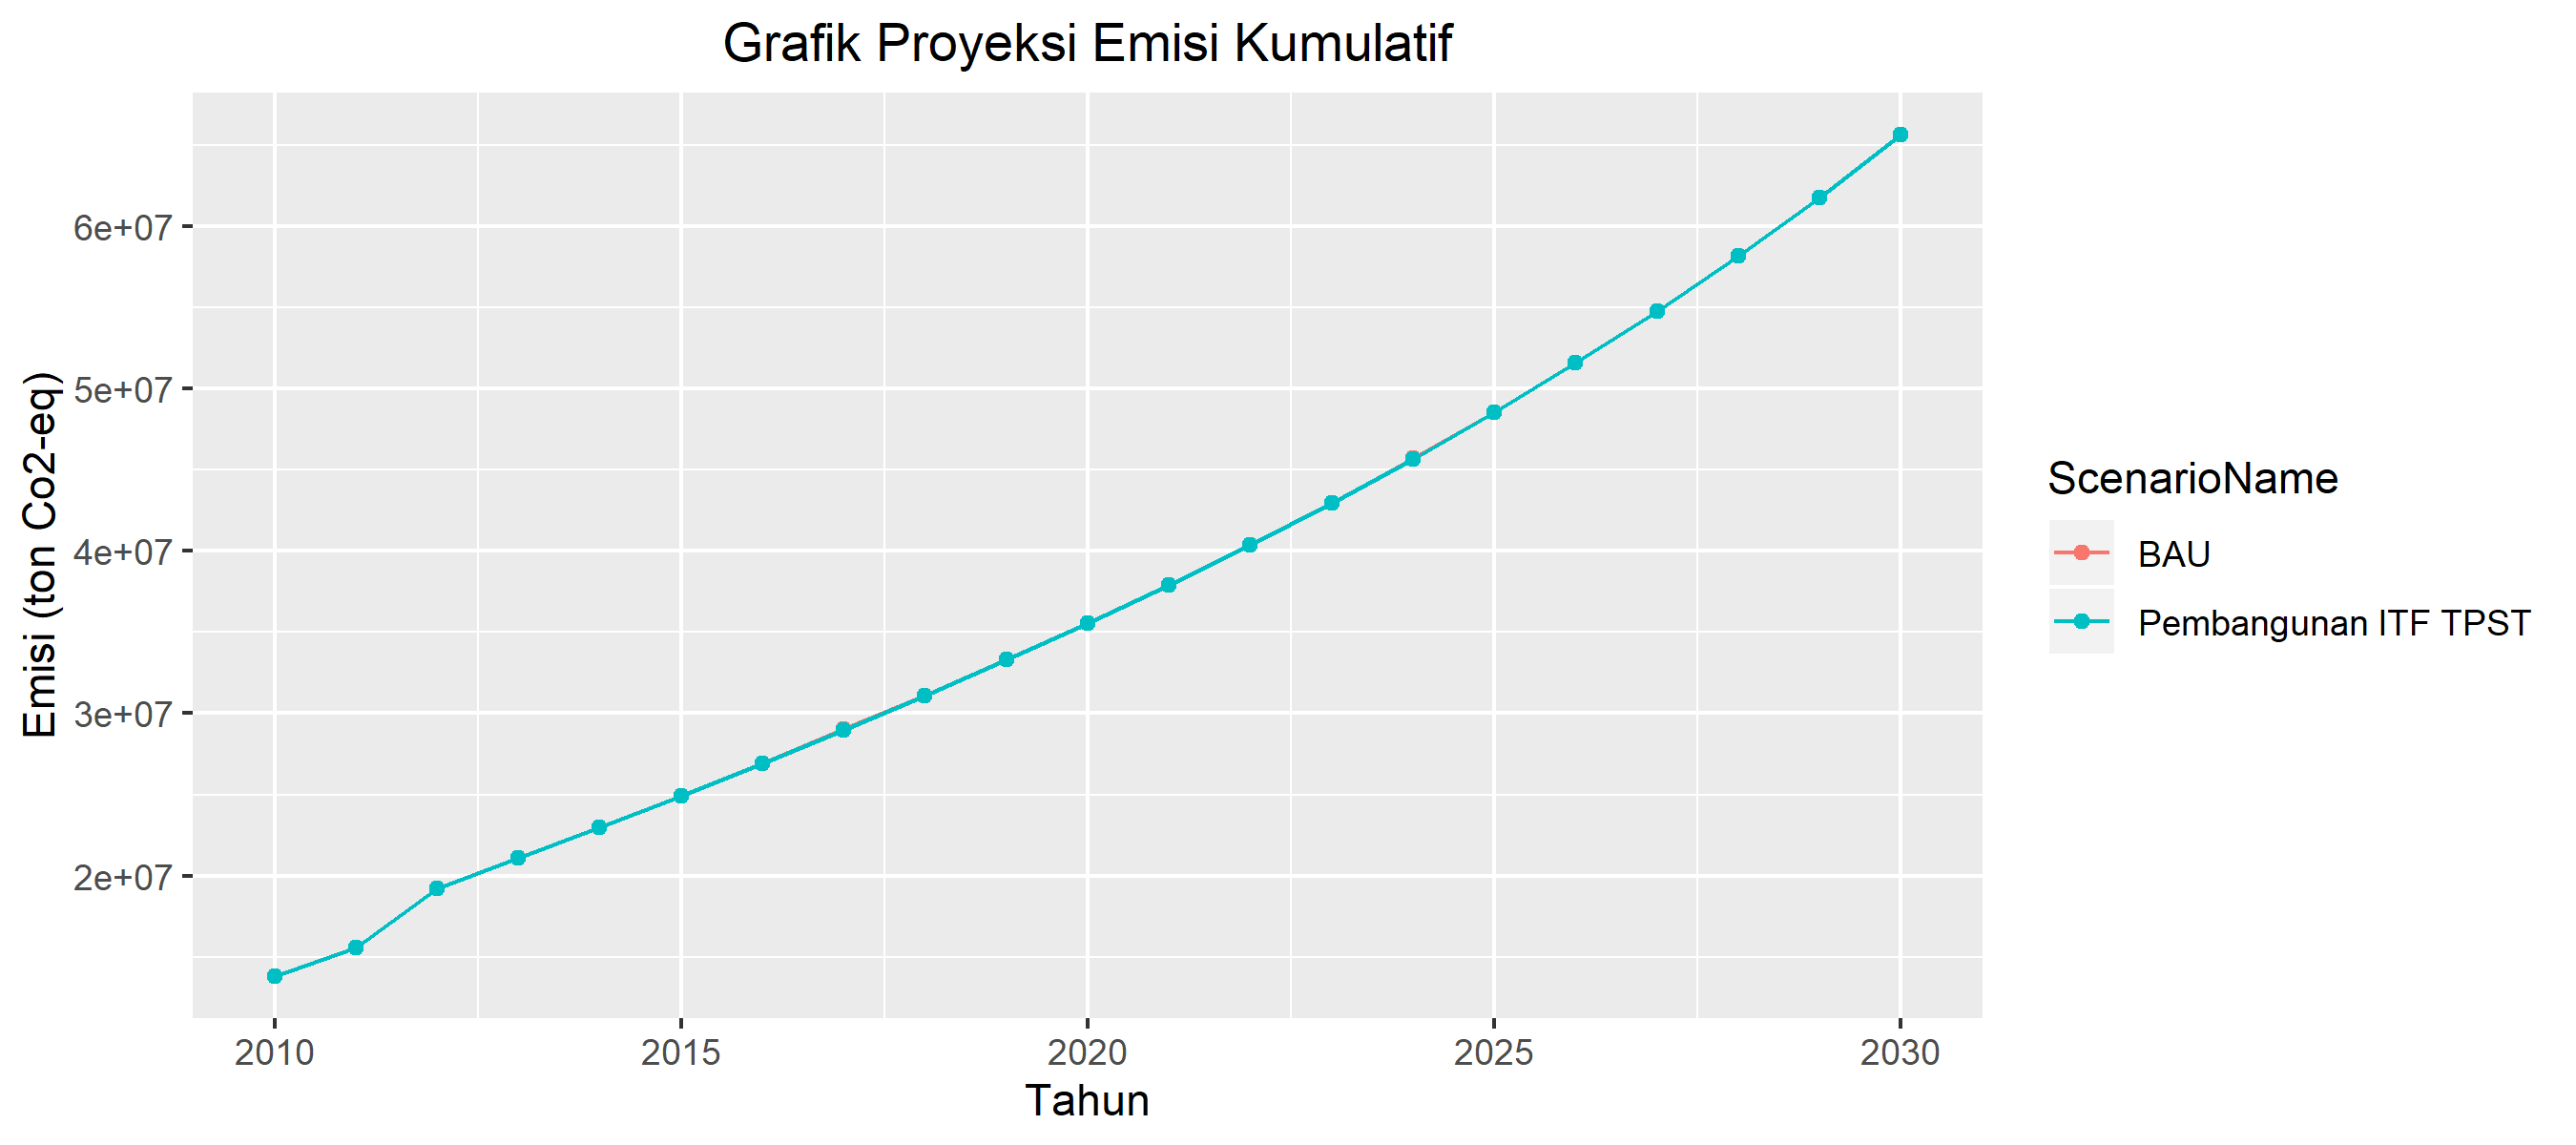 Grafik Proyeksi Emisi Kumulatif
Emisi (ton Co2-eq)
6e+07
5e+07
4e+07
3e+07
2e+07
2010
2015
2020
2025
2030
Tahun
ScenarioName
BAU
Pembangunan ITF TPST